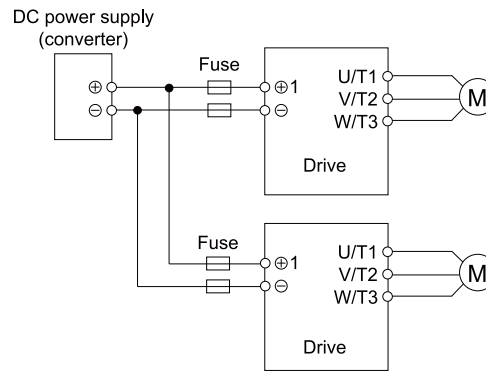 DC power supply
(converter)
⊕
⊖
Fuse
⊕1
⊖
U/T1
V/T2
W/T3
Drive
M
Fuse
⊕1
⊖
U/T1
V/T2
W/T3
Drive
M